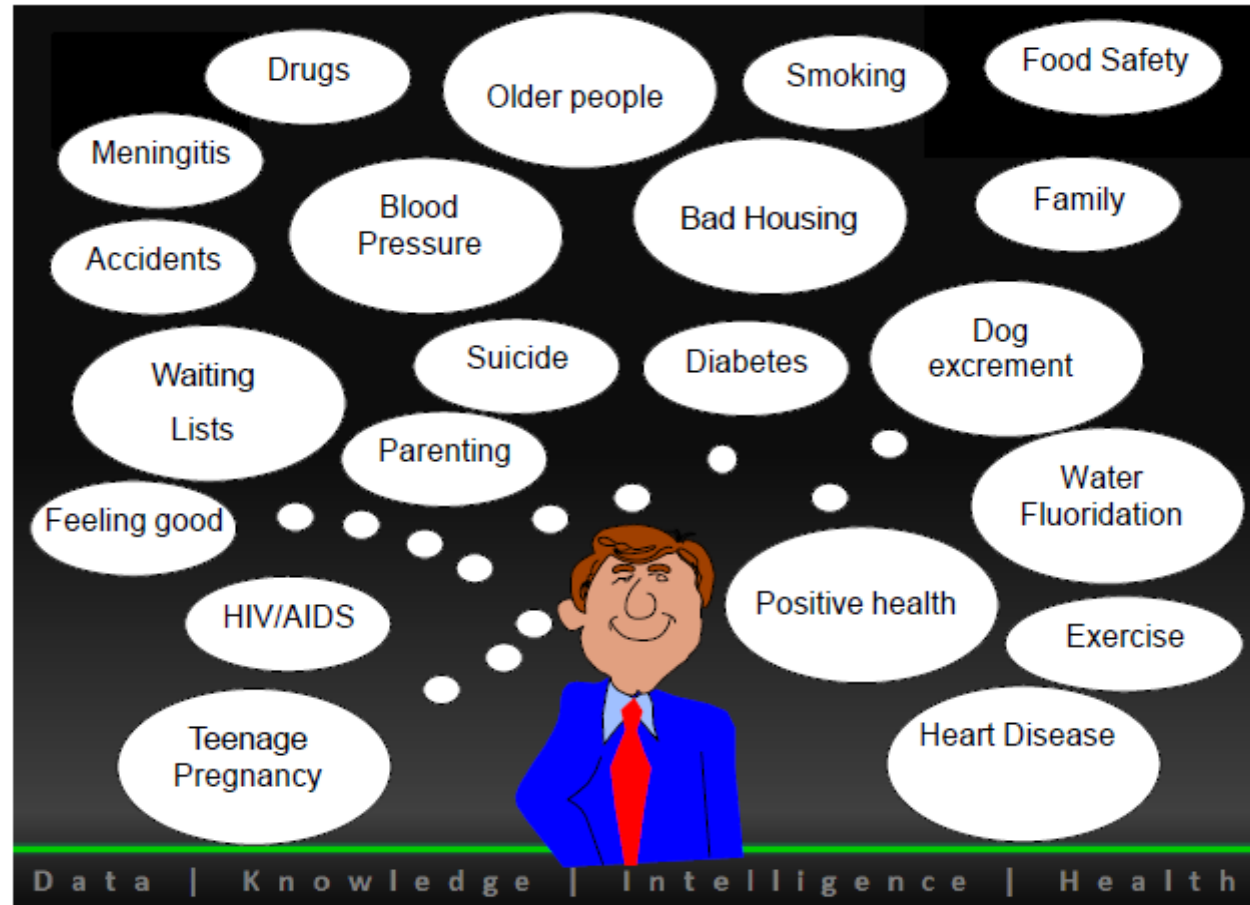 Drugs
Older people
Smoking
Food Safety
Meningitis
Blood
Pressure
Bad Housing
Family
Accidents
Waiting
Lists
Suicide
Diabetes
Dog
excrement
Parenting
Feeling good
Water
Fluoridation
HIV/AIDS
Positive health
Exercise
Teenage
Pregnancy
Heart Disease
Data | Knowledge | Intelligence | Health